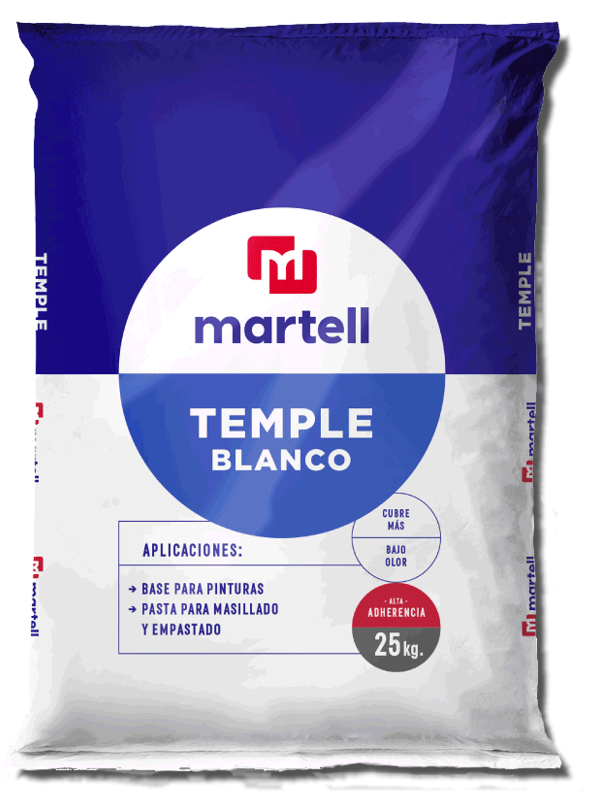 martell
TEMPLE
BLANCO
TEMPLE
TEMPLE
CUBRE
MÁS
BAJO
OLOR
APLICACIONES:
→ BASE PARA PINTURAS
→ PASTA PARA MASILLADO
Y EMPASTADO
- ALTA -
ADHERENCIA
25kg.
martell
martell
martell
martell